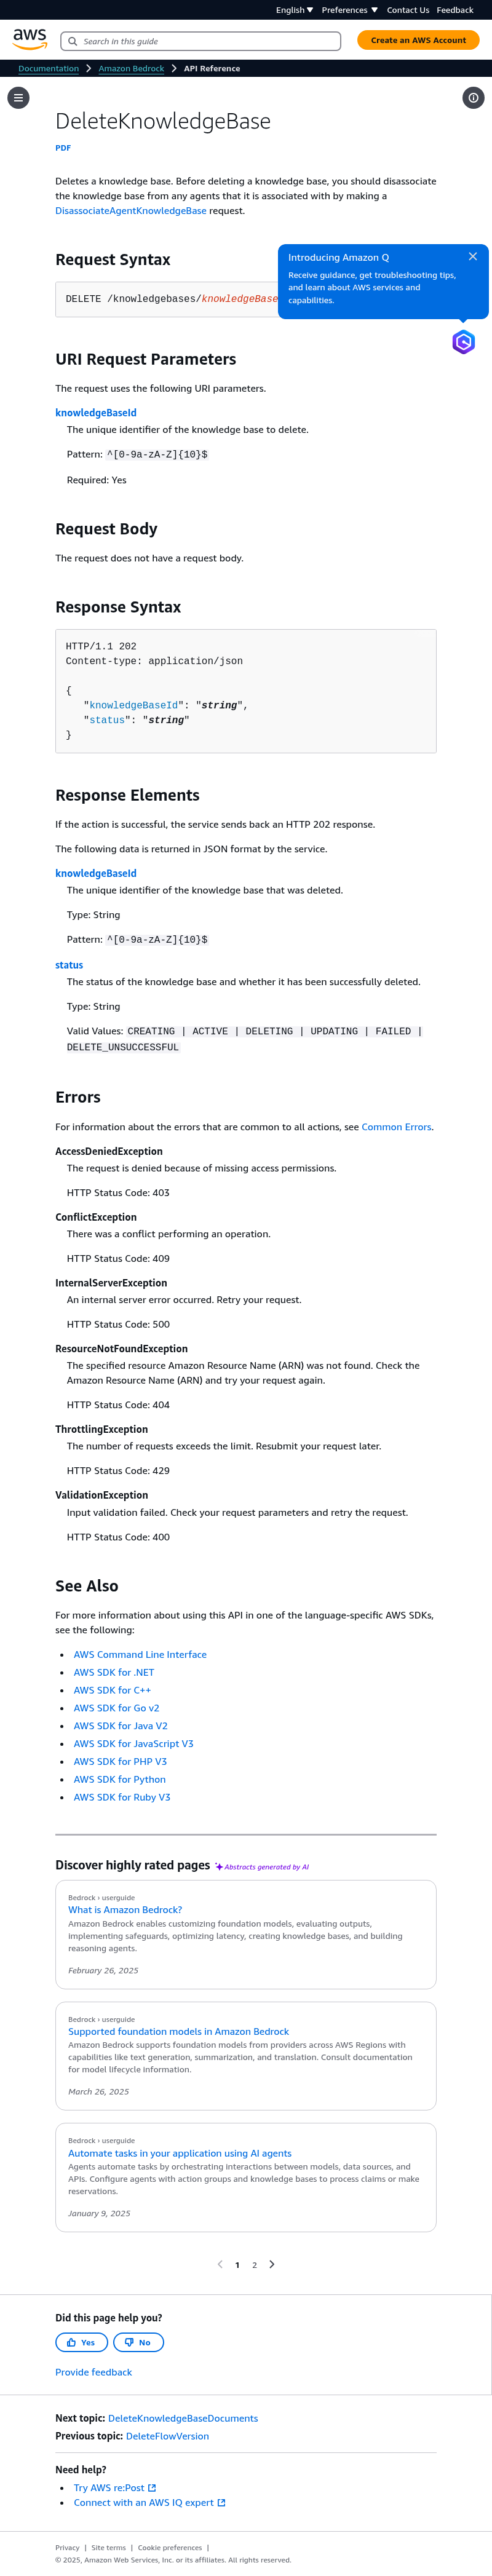 English Preferences Contact Us Feedback
aws
Search in this guide
Create an AWS Account
Documentation Amazon Bedrock API Reference
DeleteKnowledgeBase
PDF
Deletes a knowledge base. Before deleting a knowledge base, you should disassociate
the knowledge base from any agents that it is associated with by making a
DisassociateAgentKnowledgeBase request.
Request Syntax
Introducing Amazon Q
Receive guidance, get troubleshooting tips,
and learn about AWS services and
capabilities.
DELETE /knowledgebases/knowledgeBase
URI Request Parameters
The request uses the following URI parameters.
knowledgeBaseId
The unique identifier of the knowledge base to delete.
Pattern: ^[0-9a-zA-Z]{10}$
Required: Yes
Request Body
The request does not have a request body.
Response Syntax
HTTP/1.1 202
Content-type: application/json
{
"knowledgeBaseId": "string",
"status": "string"
}
Response Elements
If the action is successful, the service sends back an HTTP 202 response.
The following data is returned in JSON format by the service.
knowledgeBaseId
The unique identifier of the knowledge base that was deleted.
Type: String
Pattern: ^[0-9a-zA-Z]{10}$
status
The status of the knowledge base and whether it has been successfully deleted.
Type: String
Valid Values: CREATING | ACTIVE | DELETING | UPDATING | FAILED |
DELETE_UNSUCCESSFUL
Errors
For information about the errors that are common to all actions, see Common Errors.
AccessDeniedException
The request is denied because of missing access permissions.
HTTP Status Code: 403
ConflictException
There was a conflict performing an operation.
HTTP Status Code: 409
InternalServerException
An internal server error occurred. Retry your request.
HTTP Status Code: 500
ResourceNotFoundException
The specified resource Amazon Resource Name (ARN) was not found. Check the
Amazon Resource Name (ARN) and try your request again.
HTTP Status Code: 404
ThrottlingException
The number of requests exceeds the limit. Resubmit your request later.
HTTP Status Code: 429
ValidationException
Input validation failed. Check your request parameters and retry the request.
HTTP Status Code: 400
See Also
For more information about using this API in one of the language-specific AWS SDKs,
see the following:
• AWS Command Line Interface
• AWS SDK for .NET
• AWS SDK for C++
• AWS SDK for Go v2
• AWS SDK for Java V2
• AWS SDK for JavaScript V3
• AWS SDK for PHP V3
• AWS SDK for Python
• AWS SDK for Ruby V3
Discover highly rated pages Abstracts generated by AI
Bedrock › userguide
What is Amazon Bedrock?
Amazon Bedrock enables customizing foundation models, evaluating outputs,
implementing safeguards, optimizing latency, creating knowledge bases, and building
reasoning agents.
February 26, 2025
Bedrock › userguide
Supported foundation models in Amazon Bedrock
Amazon Bedrock supports foundation models from providers across AWS Regions with
capabilities like text generation, summarization, and translation. Consult documentation
for model lifecycle information.
March 26, 2025
Bedrock › userguide
Automate tasks in your application using AI agents
Agents automate tasks by orchestrating interactions between models, data sources, and
APIs. Configure agents with action groups and knowledge bases to process claims or make
reservations.
January 9, 2025
1 2
Did this page help you?
Yes No
Provide feedback
Next topic: DeleteKnowledgeBaseDocuments
Previous topic: DeleteFlowVersion
Need help?
• Try AWS re:Post
• Connect with an AWS IQ expert
Privacy | Site terms | Cookie preferences |
© 2025, Amazon Web Services, Inc. or its affiliates. All rights reserved.